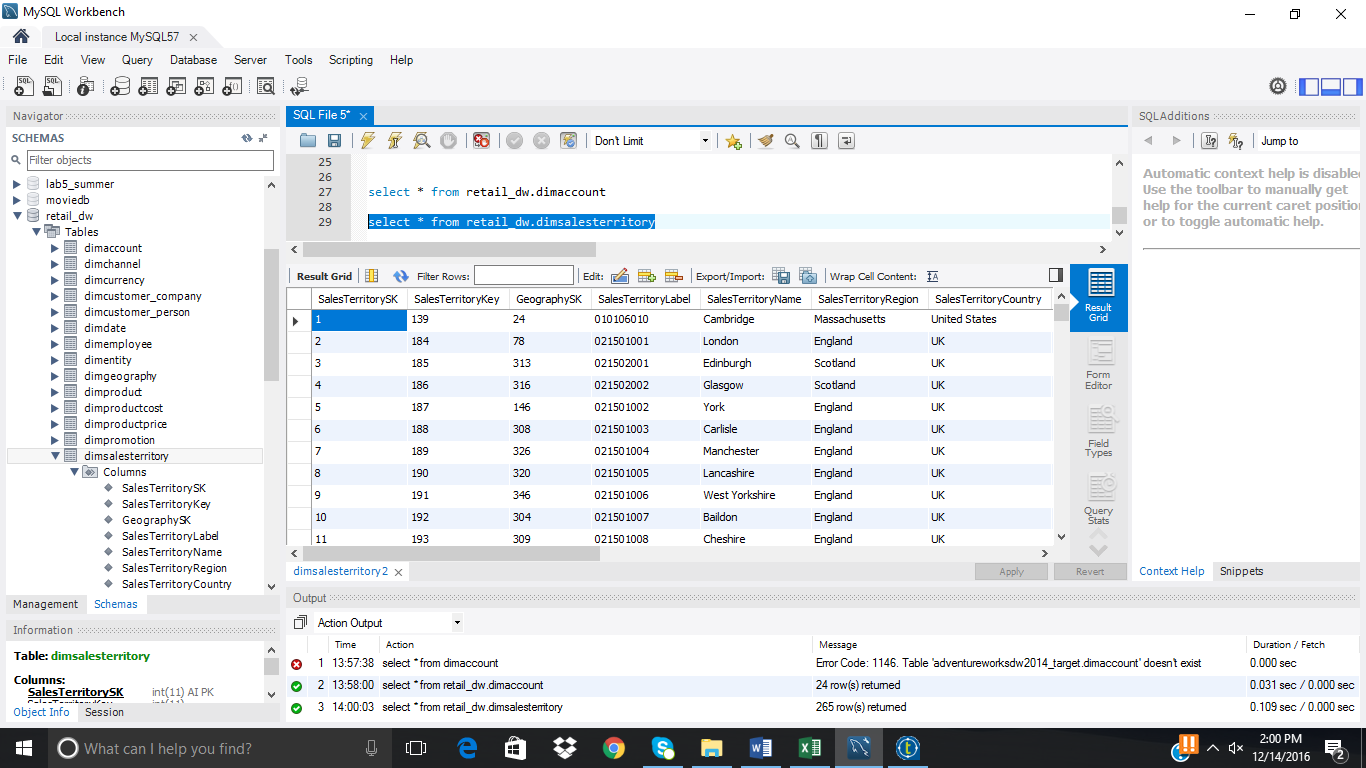 MySQL Workbench
Local instance MySQL57
File Edit View Query Database Server Tools Scripting Help
Navigator
SCHEMAS
Filter objects
lab5_summer
moviedb
retail_dw
Tables
dimaccount
dimchannel
dimcurrency
dimcustomer_company
dimcustomer_person
dimdate
dimemployee
dimentity
dimgeography
dimproduct
dimproductcost
dimproductprice
dimpromotion
dimsalesterritory
Columns
SalesTerritorySK
SalesTerritoryKey
GeographySK
SalesTerritoryLabel
SalesTerritoryName
SalesTerritoryRegion
SalesTerritoryCountry
Management Schemas
Information
Table: dimsalesterritory
Columns:
SalesTerritorySK int(11) AI PK
SalesTerritoryKey int(11)
Object Info Session
SQL File 5*
Don't Limit
25
26
27 select * from retail_dw.dimaccount
28
29 select * from retail_dw.dimsalesterritory
Result Grid Filter Rows: Edit: Export/Import: Wrap Cell Content:
SalesTerritorySK SalesTerritoryKey GeographySK SalesTerritoryLabel SalesTerritoryName SalesTerritoryRegion SalesTerritoryCountry
1 139 24 010106010 Cambridge Massachusetts United States
2 184 78 021501001 London England UK
3 185 313 021502001 Edinburgh Scotland UK
4 186 316 021502002 Glasgow Scotland UK
5 187 146 021501002 York England UK
6 188 308 021501003 Carlisle England UK
7 189 326 021501004 Manchester England UK
8 190 320 021501005 Lancashire England UK
9 191 346 021501006 West Yorkshire England UK
10 192 304 021501007 Baildon England UK
11 193 309 021501008 Cheshire England UK
Result
Grid
Form
Editor
Field
Types
Query
Stats
dimsalesterritory2
Apply Revert
SQLAdditions
Jump to
Automatic context help is disabled
Use the toolbar to manually get
help for the current caret position
or to toggle automatic help.
Context Help Snippets
Output
Action Output
Time Action Message Duration / Fetch
1 13:57:38 select * from dimaccount Error Code: 1146. Table 'adventureworksdw2014_target.dimaccount' doesn't exist 0.000 sec
2 13:58:00 select * from retail_dw.dimaccount 24 row(s) returned 0.031 sec / 0.000 sec
3 14:00:03 select * from retail_dw.dimsalesterritory 265 row(s) returned 0.109 sec / 0.000 sec
What can I help you find?
2:00 PM
12/14/2016
2